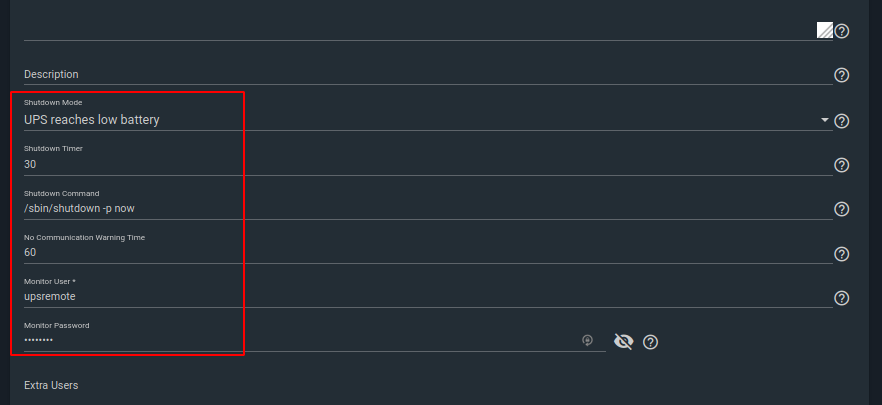 Description
Shutdown Mode
UPS reaches low battery
Shutdown Timer
30
Shutdown Command
/sbin/shutdown -p now
No Communication Warning Time
60
Monitor User *
upsremote
Monitor Password
••••••••
Extra Users